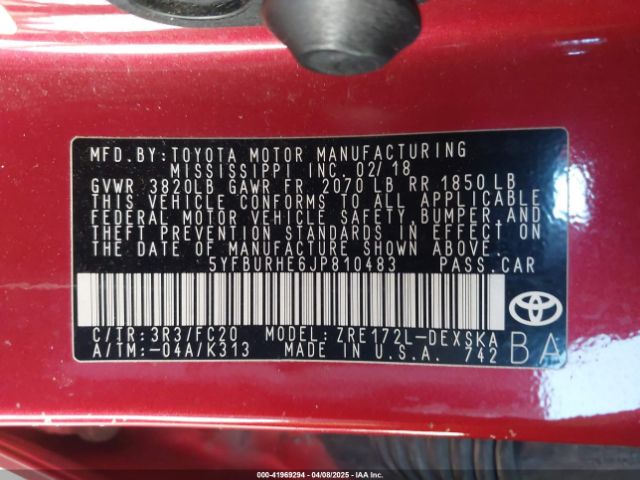 MFD.BY:TOYOTA MOTOR MANUFACTURING
MISSISSIPPI INC. 02/18
GVWR 3820LB GAWR FR 2070 LB RR 1850 LB
THIS VEHICLE CONFORMS TO ALL APPLICABLE
FEDERAL MOTOR VEHICLE SAFETY, BUMPER, AND
THEFT PREVENTION STANDARDS IN EFFECT ON
THE DATE OF MANUFACTURE SHOWN ABOVE.
5YFBURHE6JP810483 PASS.CAR
C/TR:3R3/FC20 MODEL:ZRE172L-DEXSKA
A/TM:-04A/K313 MADE IN U.S.A. 742 BA
000-41969294 - 04/08/2025 - IAA Inc.